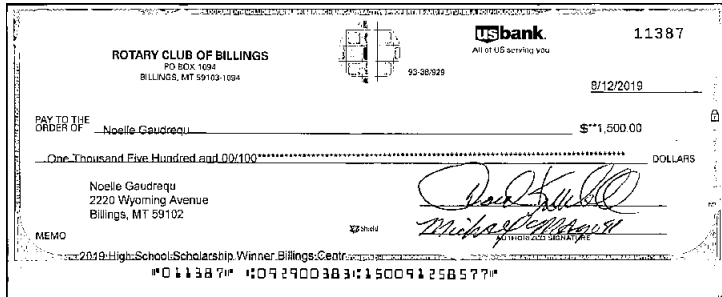 usbank.
All of US serving you
11387
ROTARY CLUB OF BILLINGS
PO BOX 1094
BILLINGS, MT 59103-1094
93-38/929
8/12/2019
PAY TO THE
ORDER OF Noelle Gaudrequ $**1,500.00
One Thousand Five Hundred and 00/100************ DOLLARS
Noelle Gaudrequ
2220 Wyoming Avenue
Billings, MT 59102
Shield
MEMO
AUTHORIZED SIGNATURE
2019 High School Scholarship Winner Billings Centr
⑈011387⑈ ⑆092900383⑆150091258577⑈